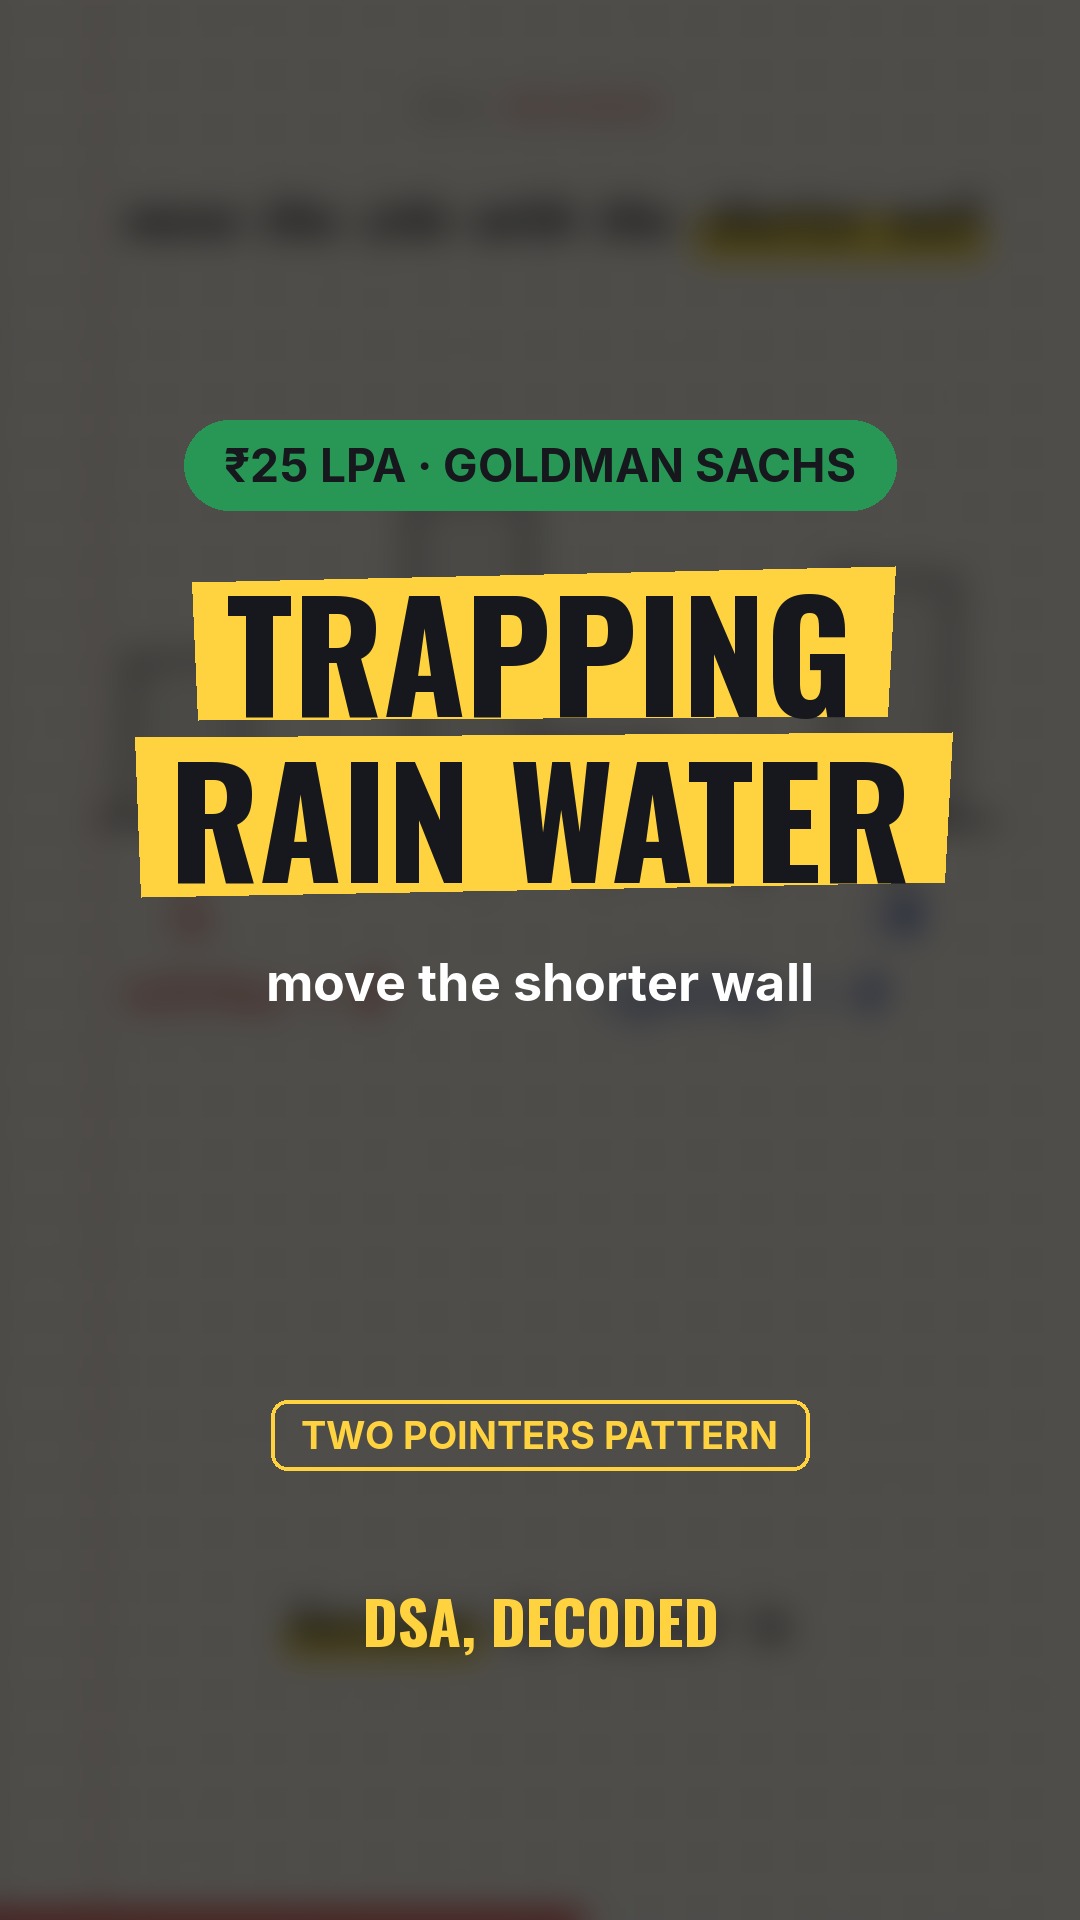 ₹25 LPA · GOLDMAN SACHS
TRAPPING
RAIN WATER
move the shorter wall
TWO POINTERS PATTERN
DSA, DECODED